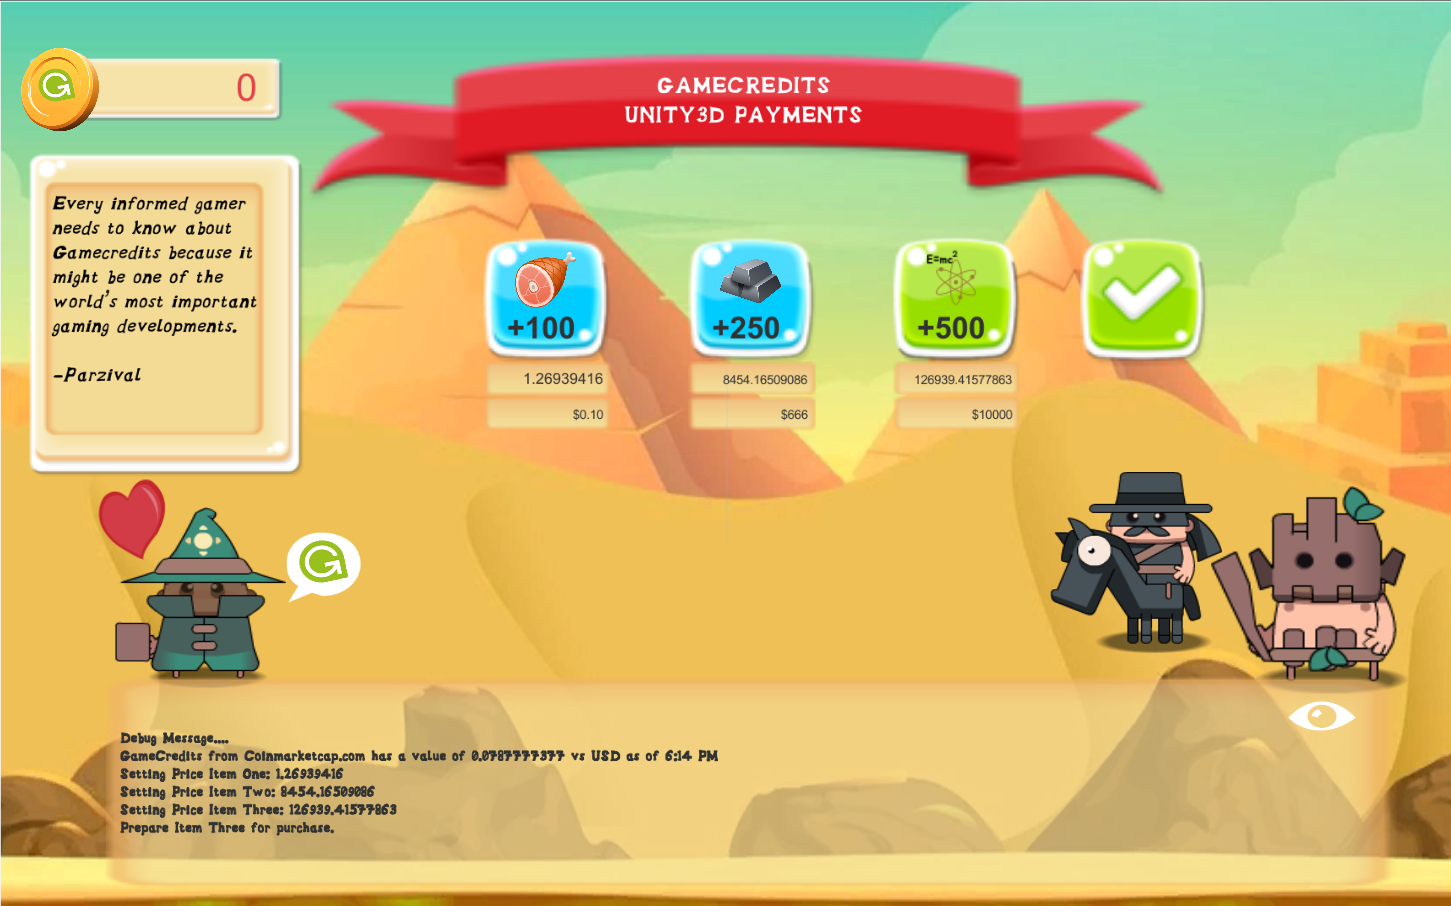 0
GAMECREDITS
UNITY3D PAYMENTS
Every informed gamer
needs to know about
Gamecredits because it
might be one of the
world's most important
gaming developments.
-Parzival
+100
1.26939416
$0.10
+250
8454.16509086
$666
E=mc²
+500
126939.41577863
$10000
Debug Message....
GameCredits from Coinmarketcap.com has a value of 0.0787777377 vs USD as of 6:14 PM
Setting Price Item One: 1.26939416
Setting Price Item Two: 8454.16509086
Setting Price Item Three: 126939.41577863
Prepare Item Three for purchase.